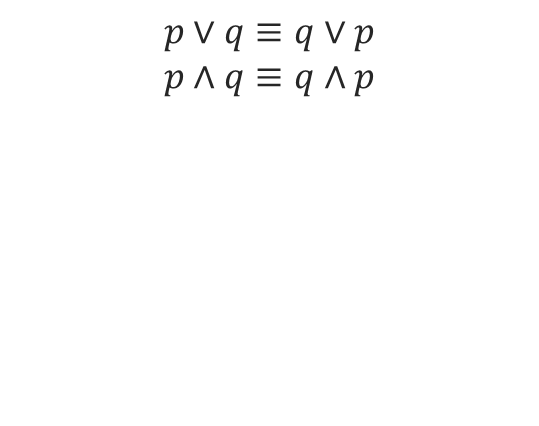 p ∨ q ≡ q ∨ p
p ∧ q ≡ q ∧ p